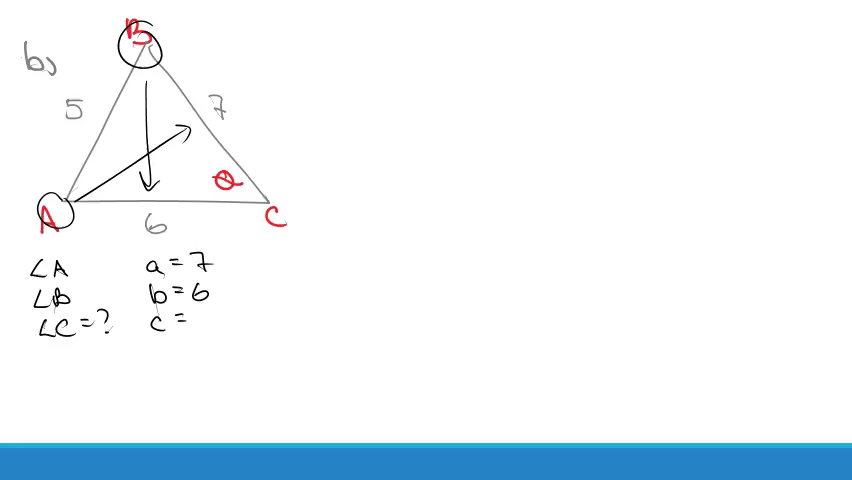 b)
B
5
7
θ
A
6
C
∠A
a = 7
∠B
b = 6
∠C = ?
c =